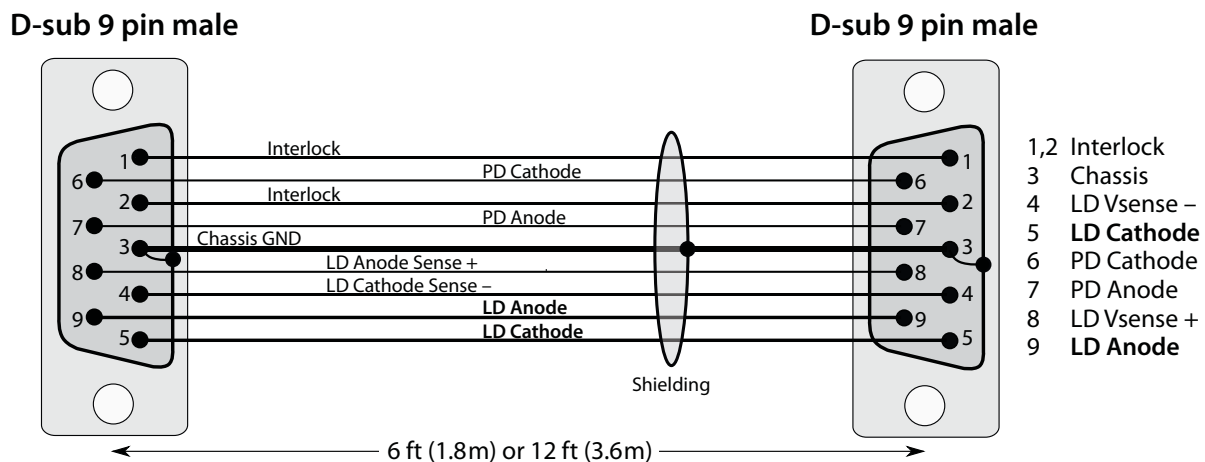 D-sub 9 pin male
D-sub 9 pin male
1 Interlock 1
6 PD Cathode 6
2 Interlock 2
7 PD Anode 7
3 Chassis GND 3
8 LD Anode Sense + 8
4 LD Cathode Sense – 4
9 LD Anode 9
5 LD Cathode 5
Shielding
6 ft (1.8m) or 12 ft (3.6m)
1,2 Interlock
3 Chassis
4 LD Vsense –
5 LD Cathode
6 PD Cathode
7 PD Anode
8 LD Vsense +
9 LD Anode